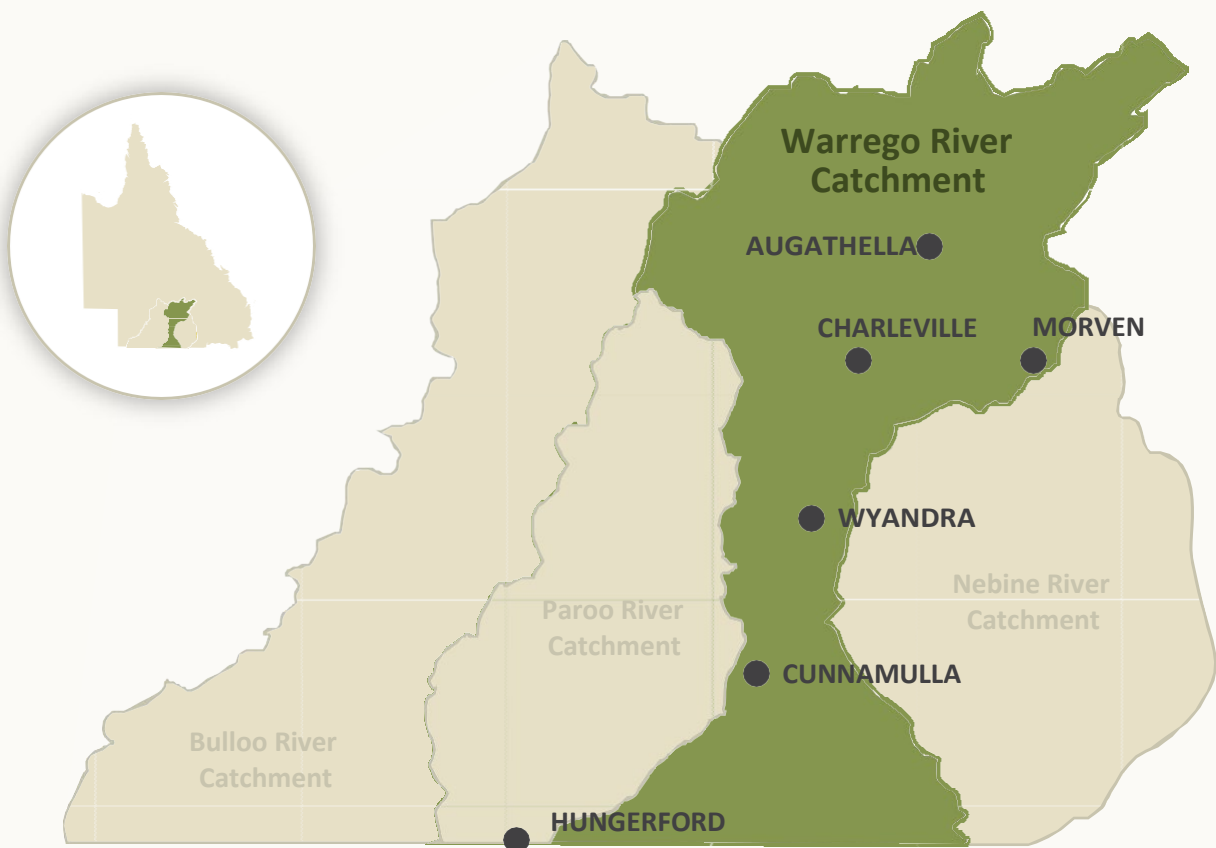 Warrego River
Catchment
AUGATHELLA
CHARLEVILLE
MORVEN
WYANDRA
Nebine River
Catchment
Paroo River
Catchment
CUNNAMULLA
Bulloo River
Catchment
HUNGERFORD